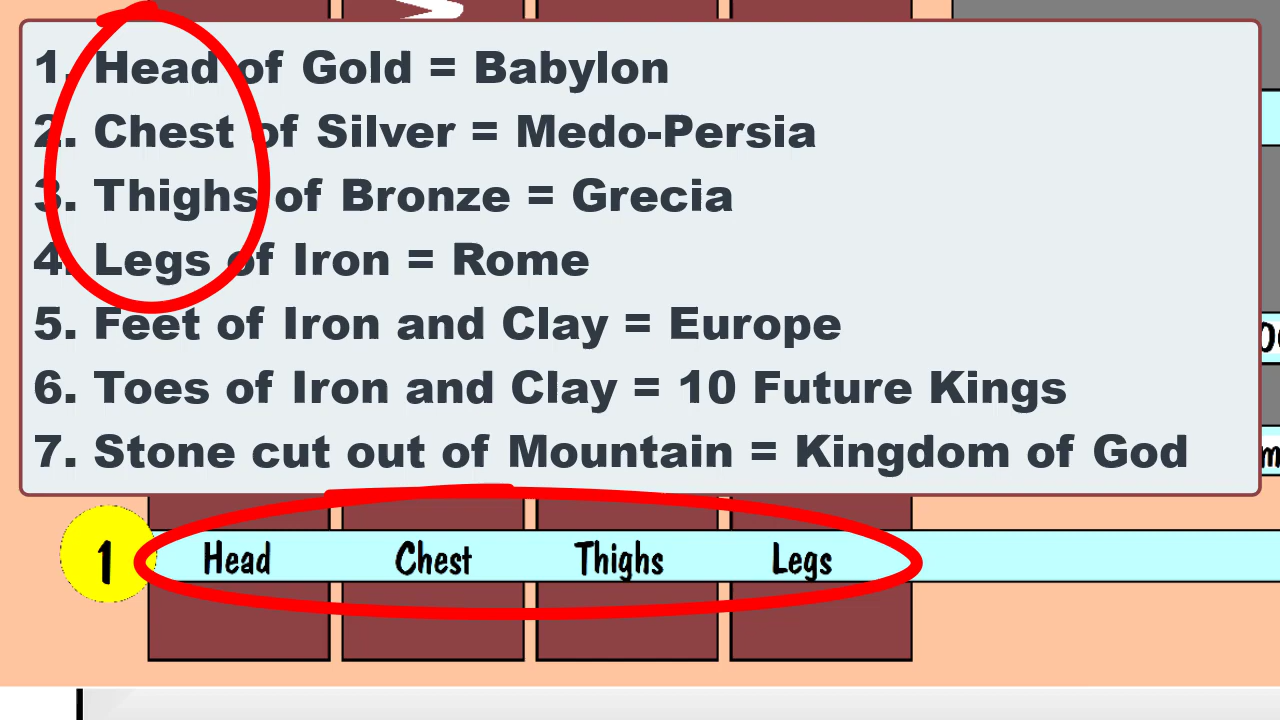 1. Head of Gold = Babylon
2. Chest of Silver = Medo-Persia
3. Thighs of Bronze = Grecia
4. Legs of Iron = Rome
5. Feet of Iron and Clay = Europe
6. Toes of Iron and Clay = 10 Future Kings
7. Stone cut out of Mountain = Kingdom of God
1 Head Chest Thighs Legs